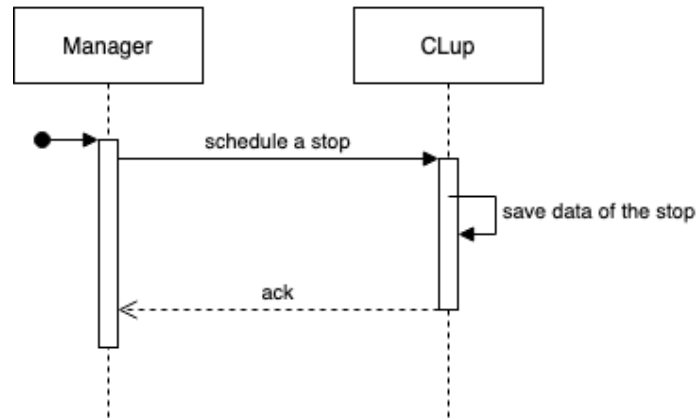 Manager
CLup
schedule a stop
save data of the stop
ack